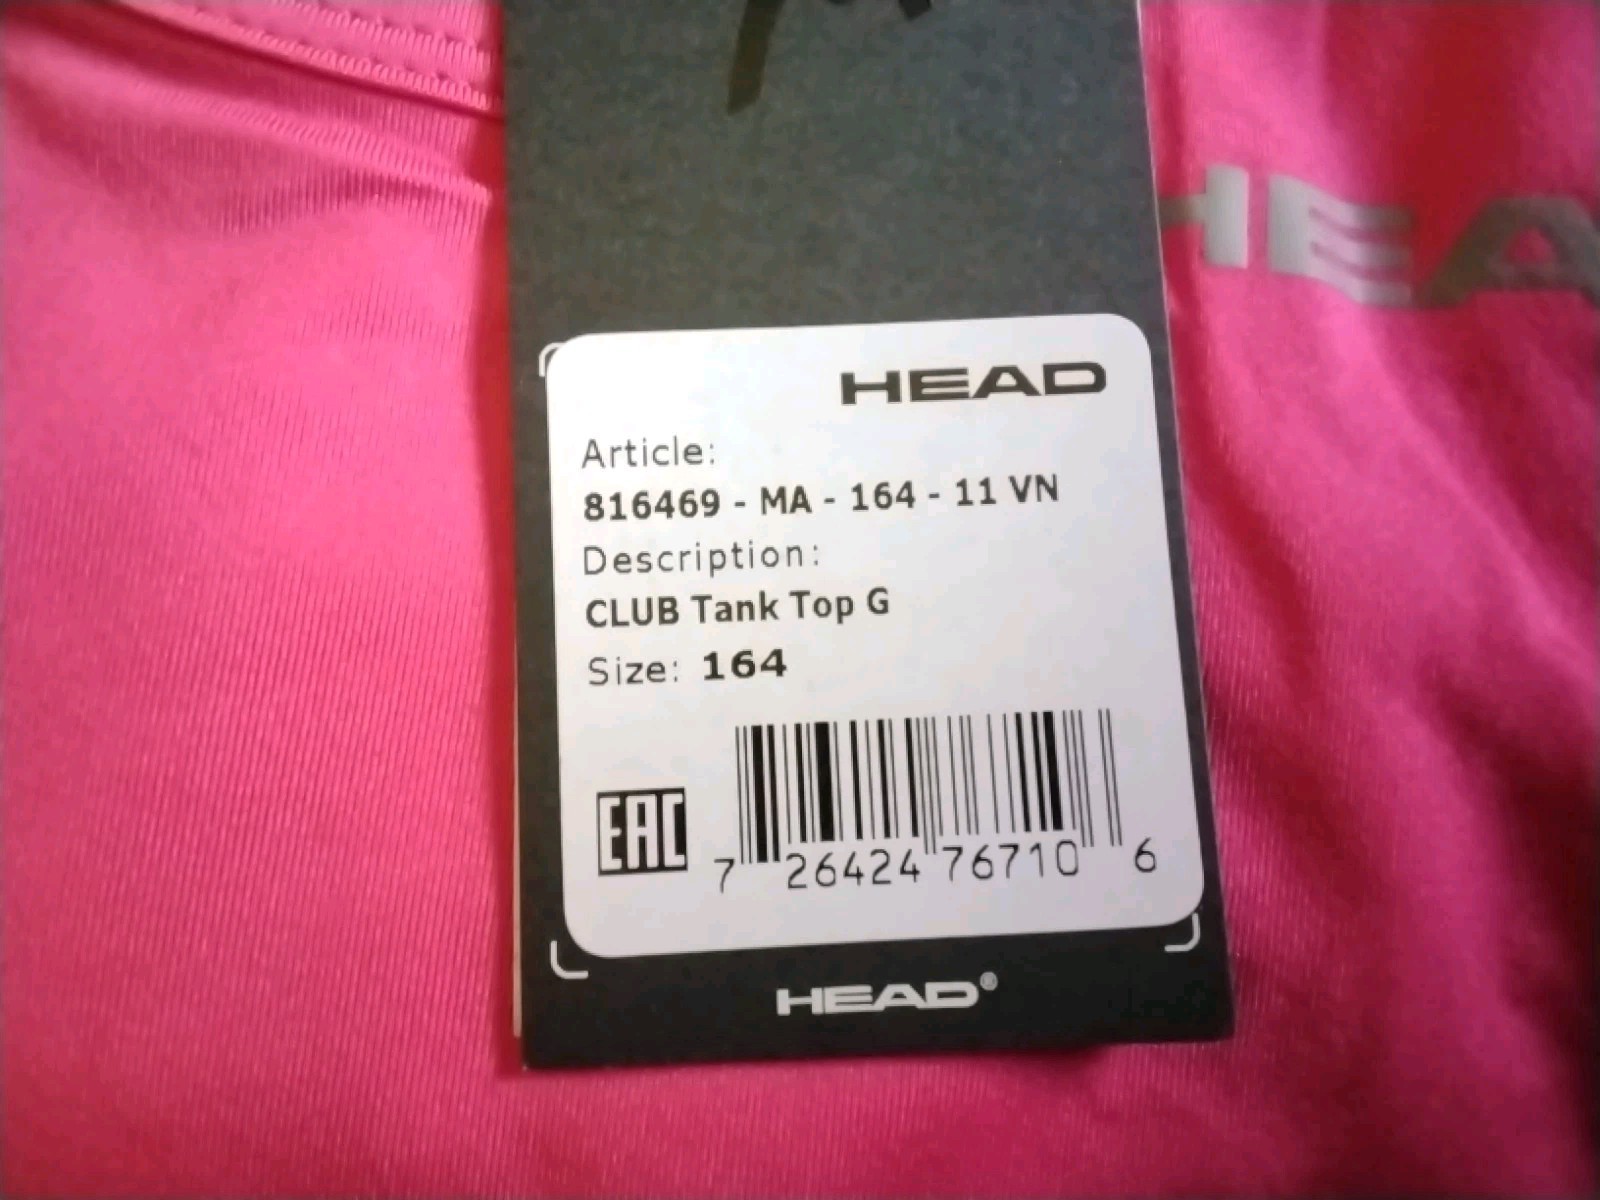 HEA
HEAD
Article:
816469 - MA - 164 - 11 VN
Description:
CLUB Tank Top G
Size: 164
EAC
7 26424 76710 6
HEAD®